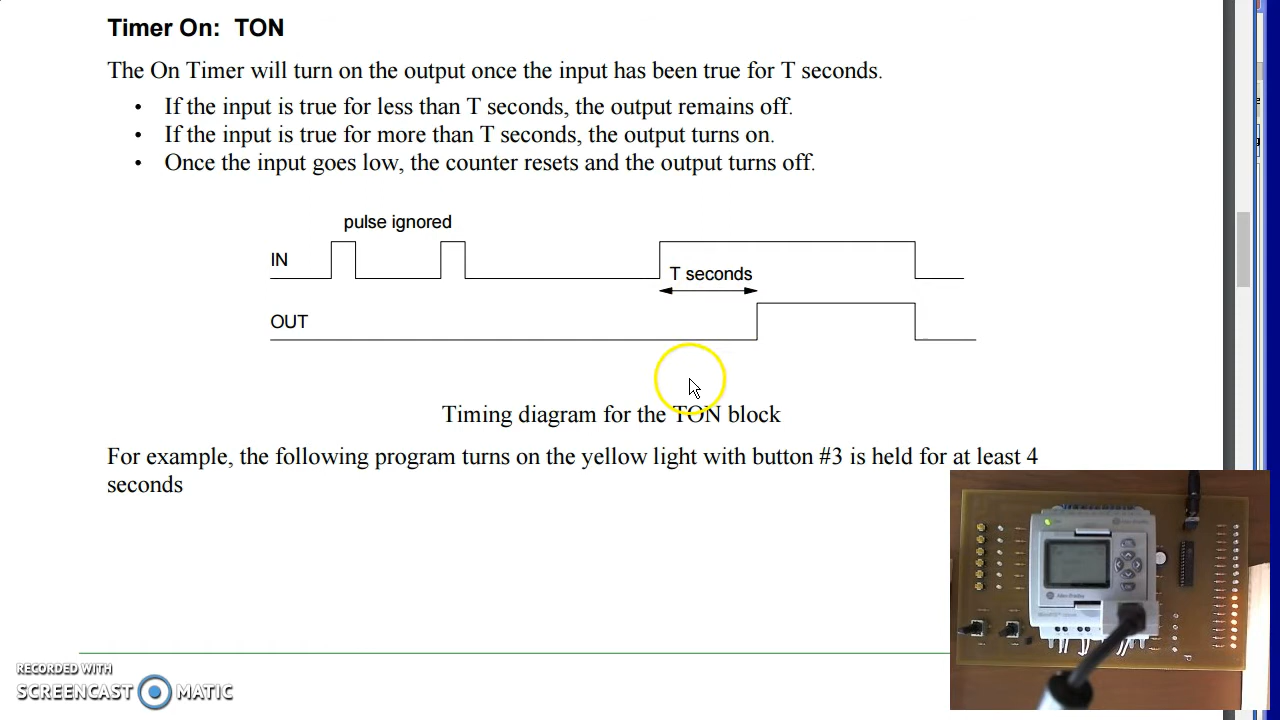 Timer On: TON
The On Timer will turn on the output once the input has been true for T seconds.
• If the input is true for less than T seconds, the output remains off.
• If the input is true for more than T seconds, the output turns on.
• Once the input goes low, the counter resets and the output turns off.
pulse ignored
IN
T seconds
OUT
Timing diagram for the TON block
For example, the following program turns on the yellow light with button #3 is held for at least 4
seconds
RECORDED WITH
SCREENCAST MATIC